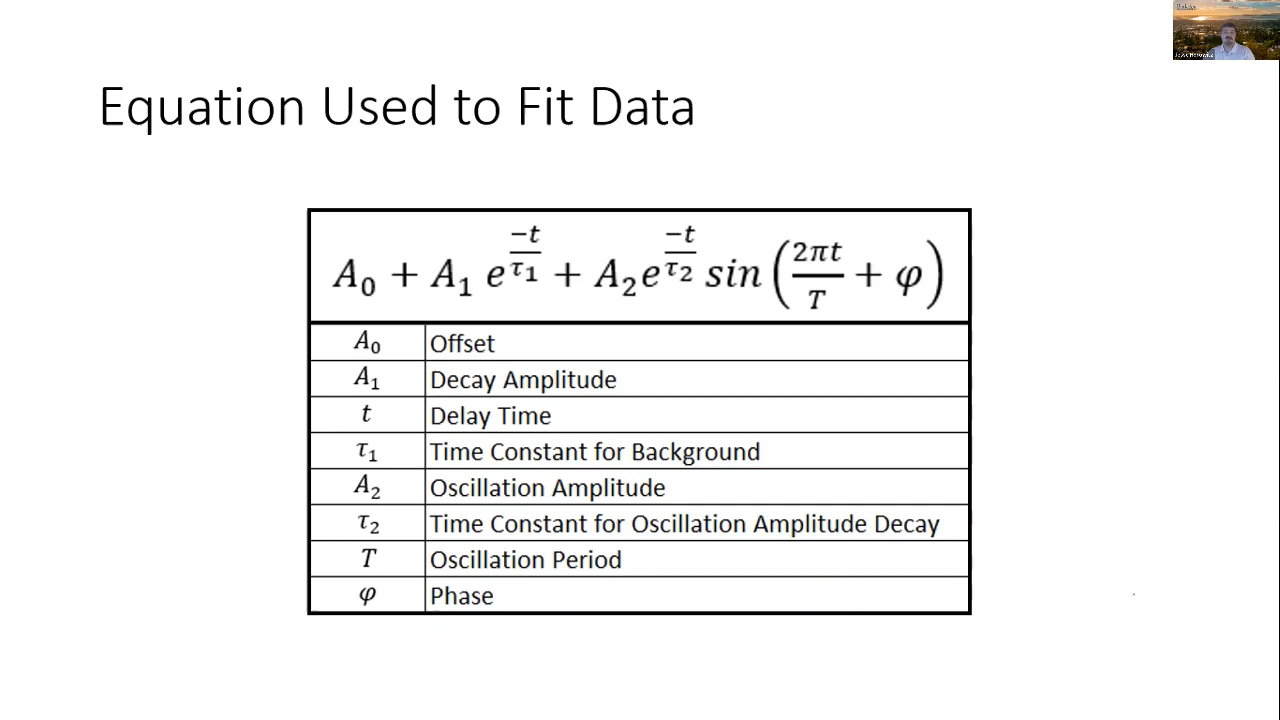 Equation Used to Fit Data
A₀ + A₁ e^(-t/τ₁) + A₂e^(-t/τ₂) sin(2πt/T + φ)
A₀ Offset
A₁ Decay Amplitude
t Delay Time
τ₁ Time Constant for Background
A₂ Oscillation Amplitude
τ₂ Time Constant for Oscillation Amplitude Decay
T Oscillation Period
φ Phase